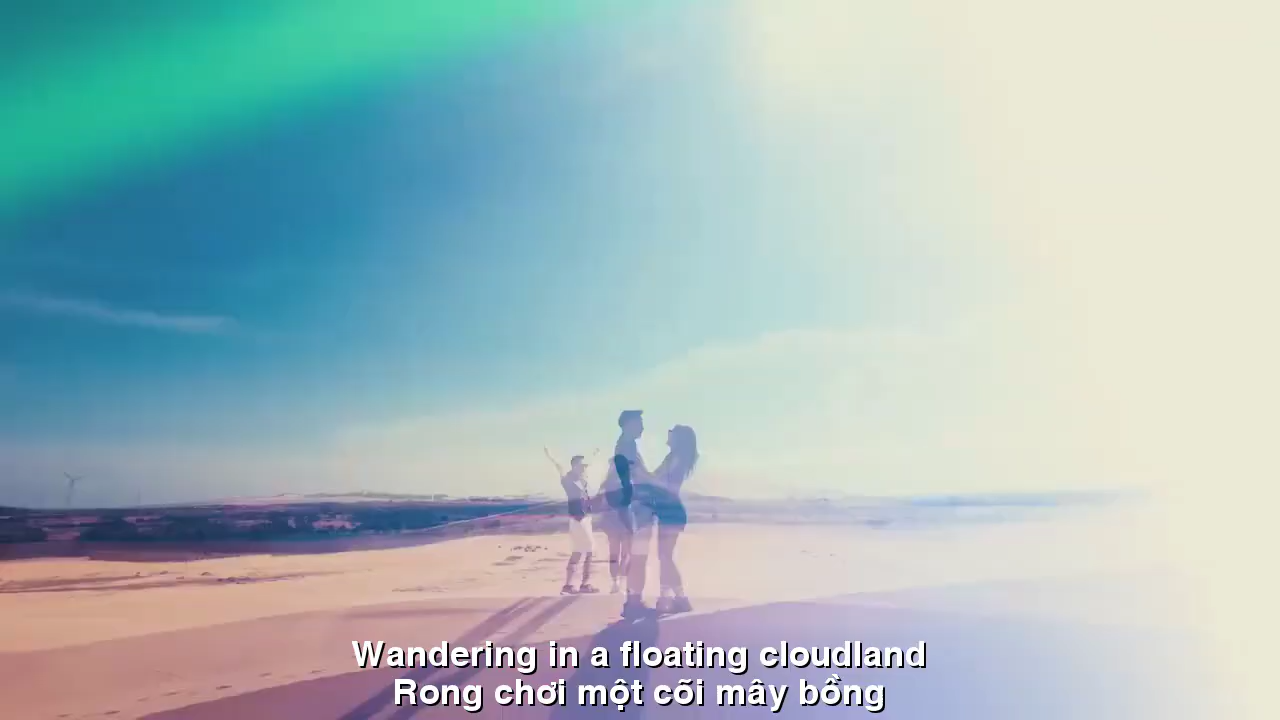 Wandering in a floating cloudland
Rong chơi một cõi mây bồng